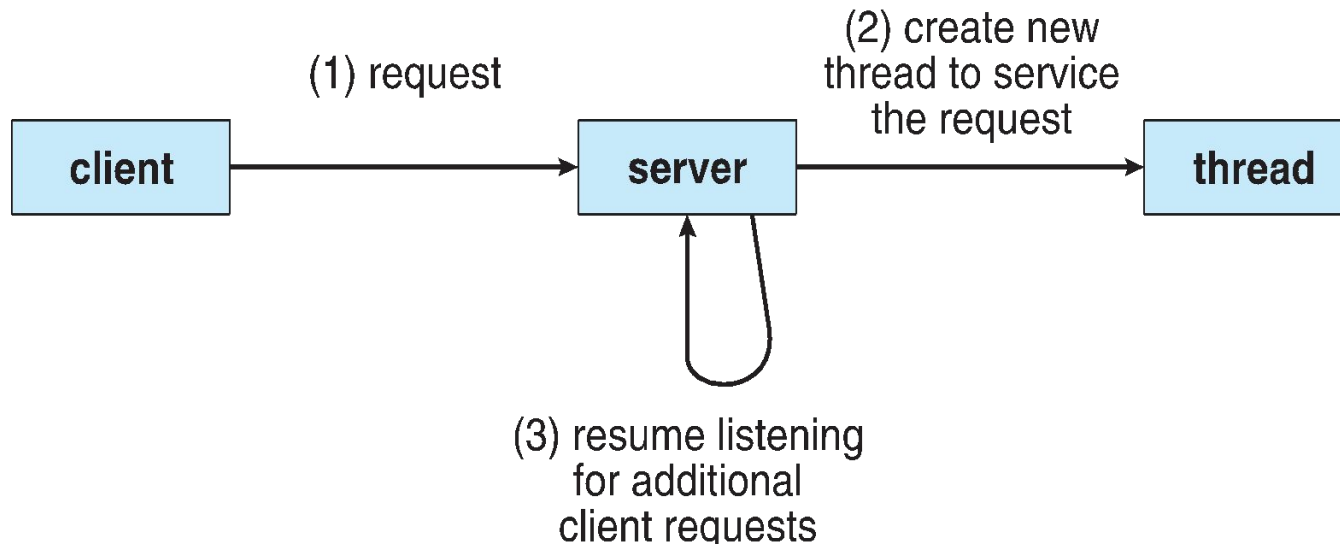 (1) request
(2) create new
thread to service
the request
client
server
thread
(3) resume listening
for additional
client requests